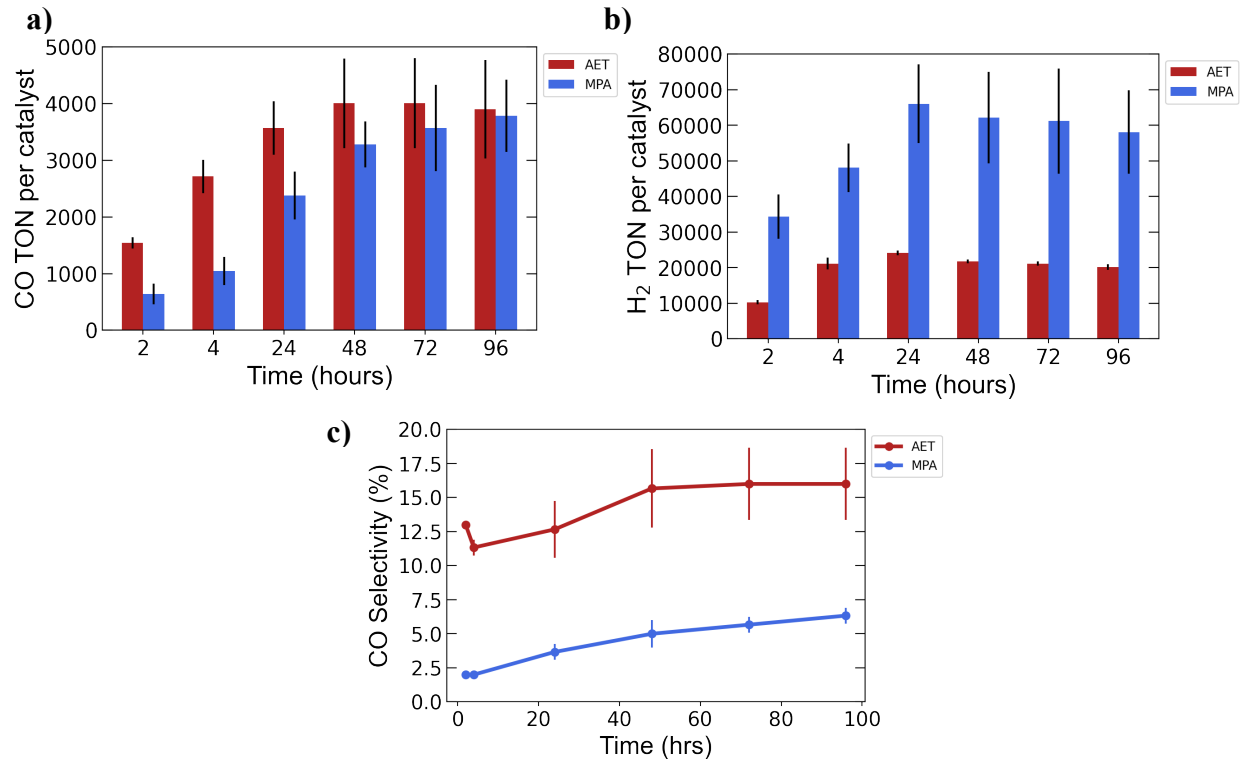 a)
CO TON per catalyst
5000
4000
3000
2000
1000
0
2 4 24 48 72 96
Time (hours)
AET
MPA
b)
H₂ TON per catalyst
80000
70000
60000
50000
40000
30000
20000
10000
0
2 4 24 48 72 96
Time (hours)
AET
MPA
c)
CO Selectivity (%)
20.0
17.5
15.0
12.5
10.0
7.5
5.0
2.5
0.0
0 20 40 60 80 100
Time (hrs)
AET
MPA